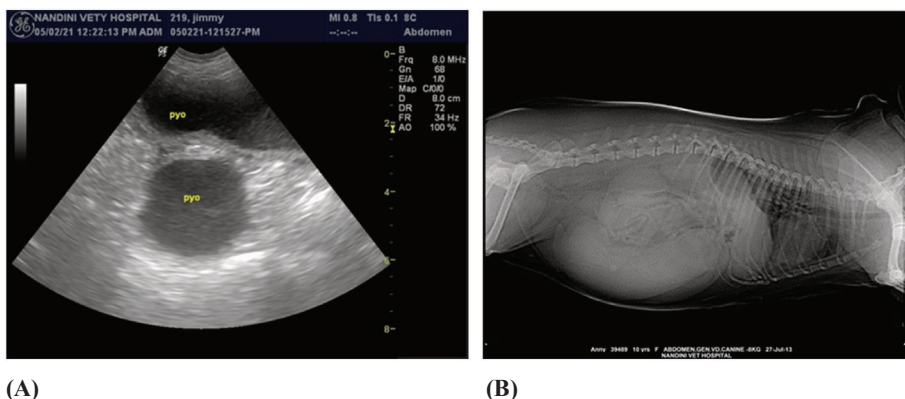 NANDINI VETY HOSPITAL 219, jimmy MI 0.8 TIs 0.1 8C
05/02/21 12:22:13 PM ADM 050221-121527-PM --:--:-- Abdomen
B
Frq 8.0 MHz
Gn 68
E/A 1/0
Map C/0/0
D 8.0 cm
DR 72
FR 34 Hz
AO 100 %
0
2
4
6
8
pyo
pyo
Anny 39489 10 yrs F ABDOMEN.GEN VD.CANINE -8KG 27-Jul-13
NANDINI VET HOSPITAL
(A)
(B)